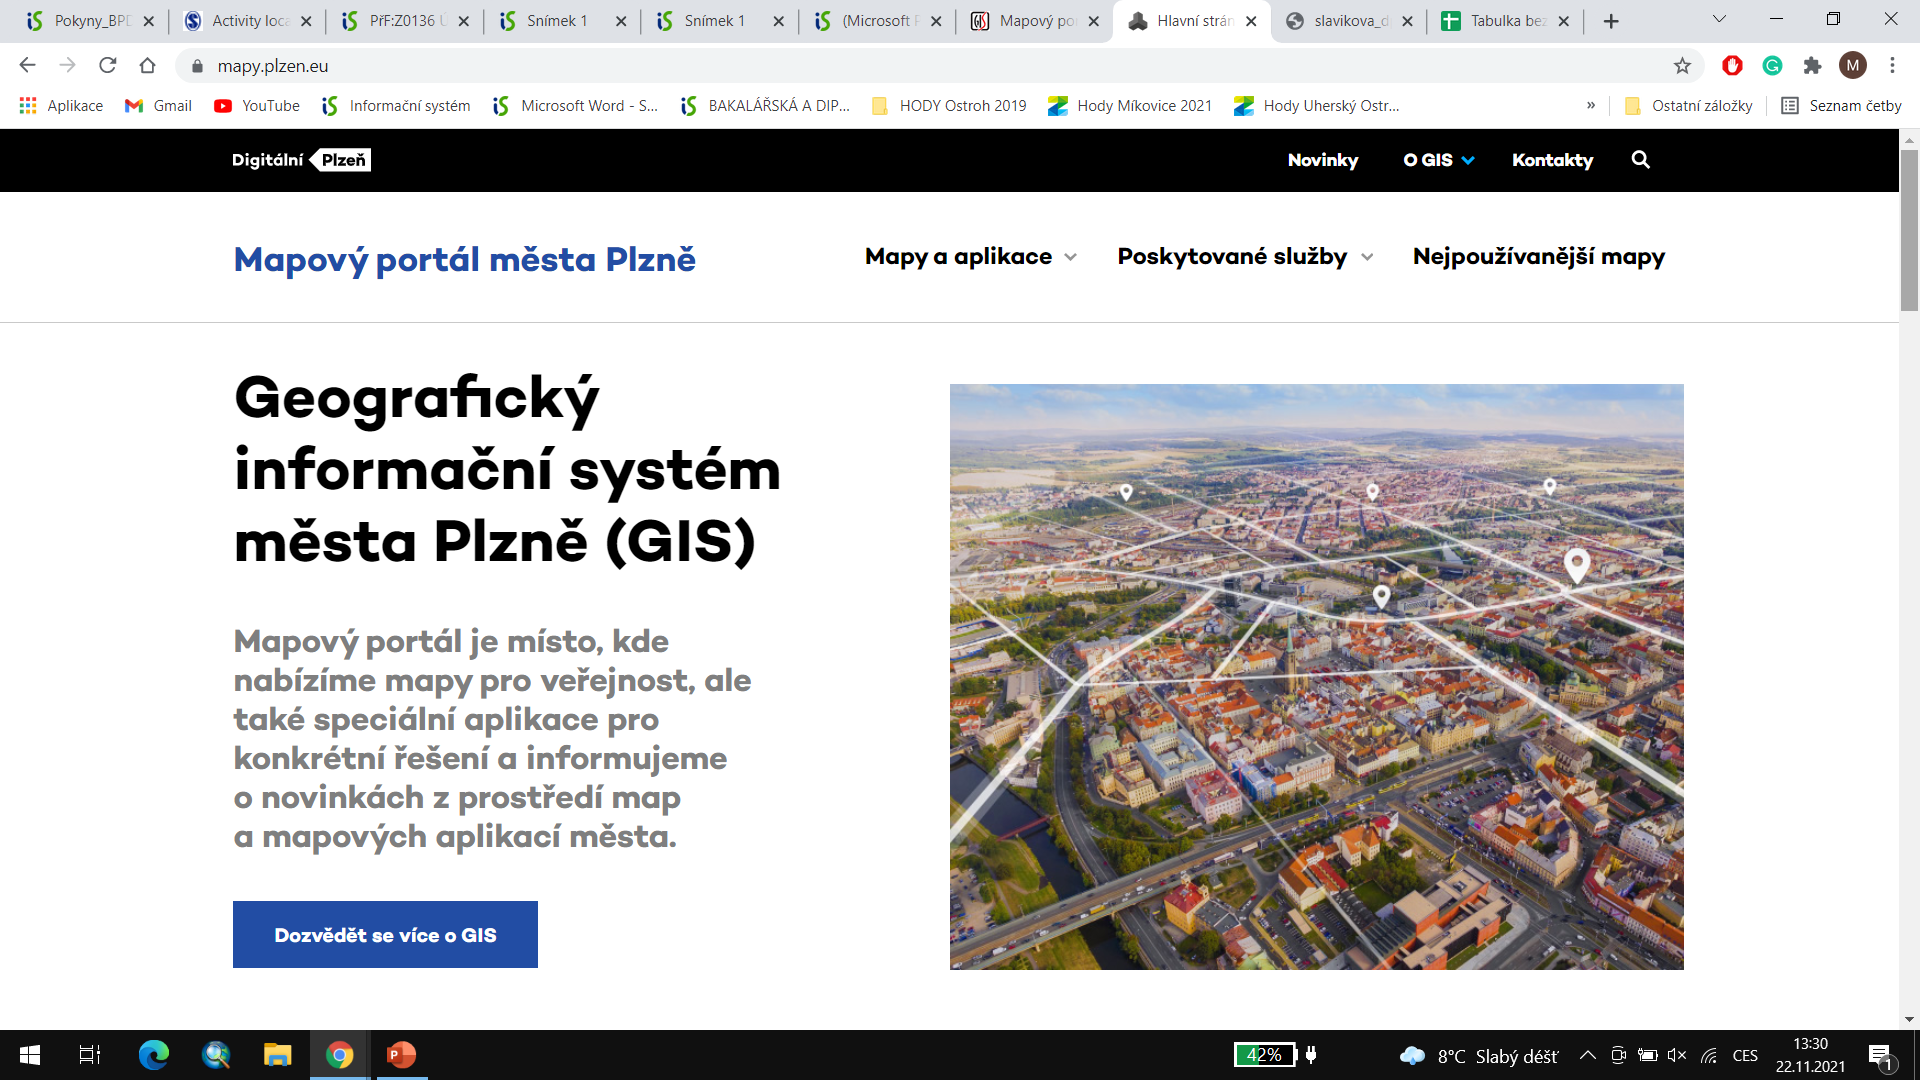 Pokyny_BPD
Activity loca
PřF:Z0136 Ú
Snímek 1
Snímek 1
(Microsoft P
Mapový por
Hlavní strán
slavikova_d
Tabulka bez
mapy.plzen.eu
M
Aplikace
Gmail
YouTube
Informační systém
Microsoft Word - S...
BAKALÁŘSKÁ A DIP...
HODY Ostroh 2019
Hody Míkovice 2021
Hody Uherský Ostr...
»
Ostatní záložky
Seznam četby
Digitální Plzeň
Novinky
O GIS
Kontakty
Mapový portál města Plzně
Mapy a aplikace
Poskytované služby
Nejpoužívanější mapy
Geografický
informační systém
města Plzně (GIS)
Mapový portál je místo, kde
nabízíme mapy pro veřejnost, ale
také speciální aplikace pro
konkrétní řešení a informujeme
o novinkách z prostředí map
a mapových aplikací města.
Dozvědět se více o GIS
42%
8°C Slabý déšť
CES
13:30
22.11.2021
1